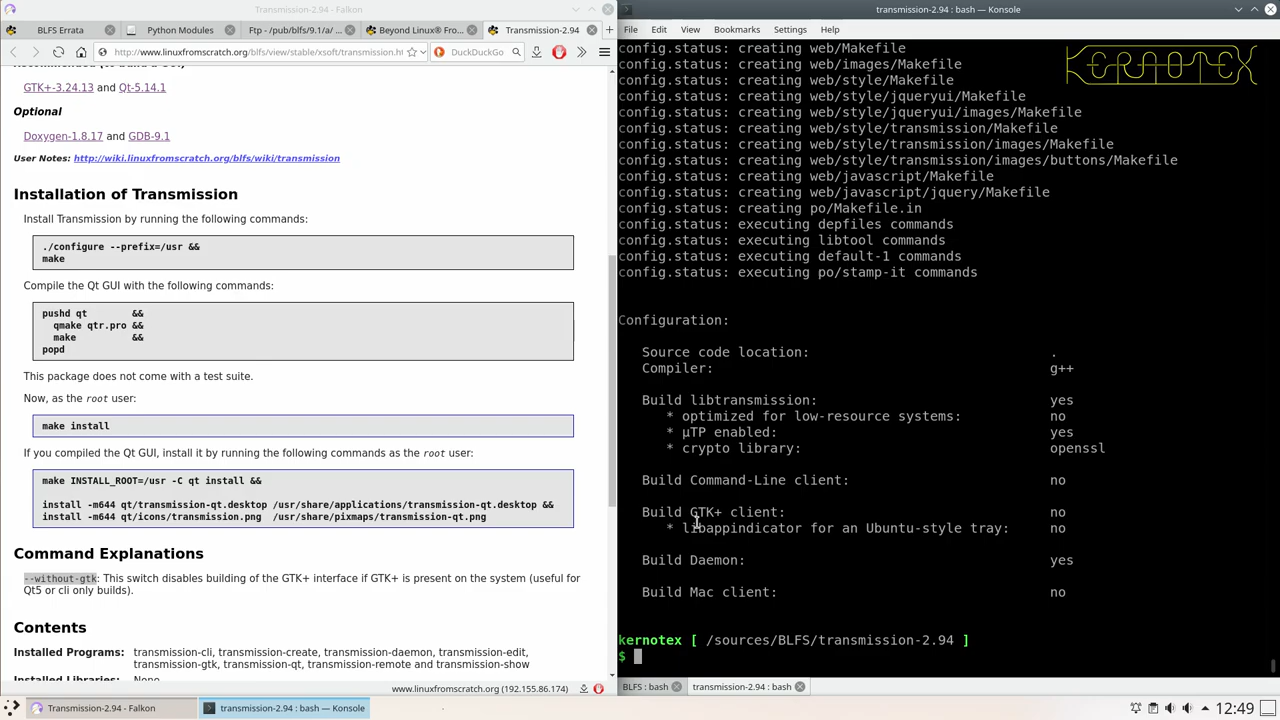 Transmission-2.94 : Falkon
BLFS Errata
Python Modules
Ftp - /pub/blfs/9.1/a/ ...
Beyond Linux® Fro...
Transmission-2.94
http://www.linuxfromscratch.org/blfs/view/stable/xsoft/transmission.ht
DuckDuckGo
GTK+-3.24.13 and Qt-5.14.1
Optional
Doxygen-1.8.17 and GDB-9.1
User Notes: http://wiki.linuxfromscratch.org/blfs/wiki/transmission
Installation of Transmission
Install Transmission by running the following commands:
./configure --prefix=/usr &&
make
Compile the Qt GUI with the following commands:
pushd qt &&
qmake qtr.pro &&
make &&
popd
This package does not come with a test suite.
Now, as the root user:
make install
If you compiled the Qt GUI, install it by running the following commands as the root user:
make INSTALL_ROOT=/usr -C qt install &&
install -m644 qt/transmission-qt.desktop /usr/share/applications/transmission-qt.desktop &&
install -m644 qt/icons/transmission.png /usr/share/pixmaps/transmission-qt.png
Command Explanations
--without-gtk: This switch disables building of the GTK+ interface if GTK+ is present on the system (useful for
Qt5 or cli only builds).
Contents
Installed Programs: transmission-cli, transmission-create, transmission-daemon, transmission-edit,
transmission-gtk, transmission-qt, transmission-remote and transmission-show
Installed Libraries: None
www.linuxfromscratch.org (192.155.86.174)
transmission-2.94 : bash — Konsole
File Edit View Bookmarks Settings Help
KERNOTEX
config.status: creating web/Makefile
config.status: creating web/images/Makefile
config.status: creating web/style/Makefile
config.status: creating web/style/jqueryui/Makefile
config.status: creating web/style/jqueryui/images/Makefile
config.status: creating web/style/transmission/Makefile
config.status: creating web/style/transmission/images/Makefile
config.status: creating web/style/transmission/images/buttons/Makefile
config.status: creating web/javascript/Makefile
config.status: creating web/javascript/jquery/Makefile
config.status: creating po/Makefile.in
config.status: executing depfiles commands
config.status: executing libtool commands
config.status: executing default-1 commands
config.status: executing po/stamp-it commands
Configuration:
Source code location: .
Compiler: g++
Build libtransmission: yes
* optimized for low-resource systems: no
* µTP enabled: yes
* crypto library: openssl
Build Command-Line client: no
Build GTK+ client: no
* libappindicator for an Ubuntu-style tray: no
Build Daemon: yes
Build Mac client: no
kernotex [ /sources/BLFS/transmission-2.94 ]
$
BLFS : bash
transmission-2.94 : bash
Transmission-2.94 - Falkon
transmission-2.94 : bash — Konsole
12:49